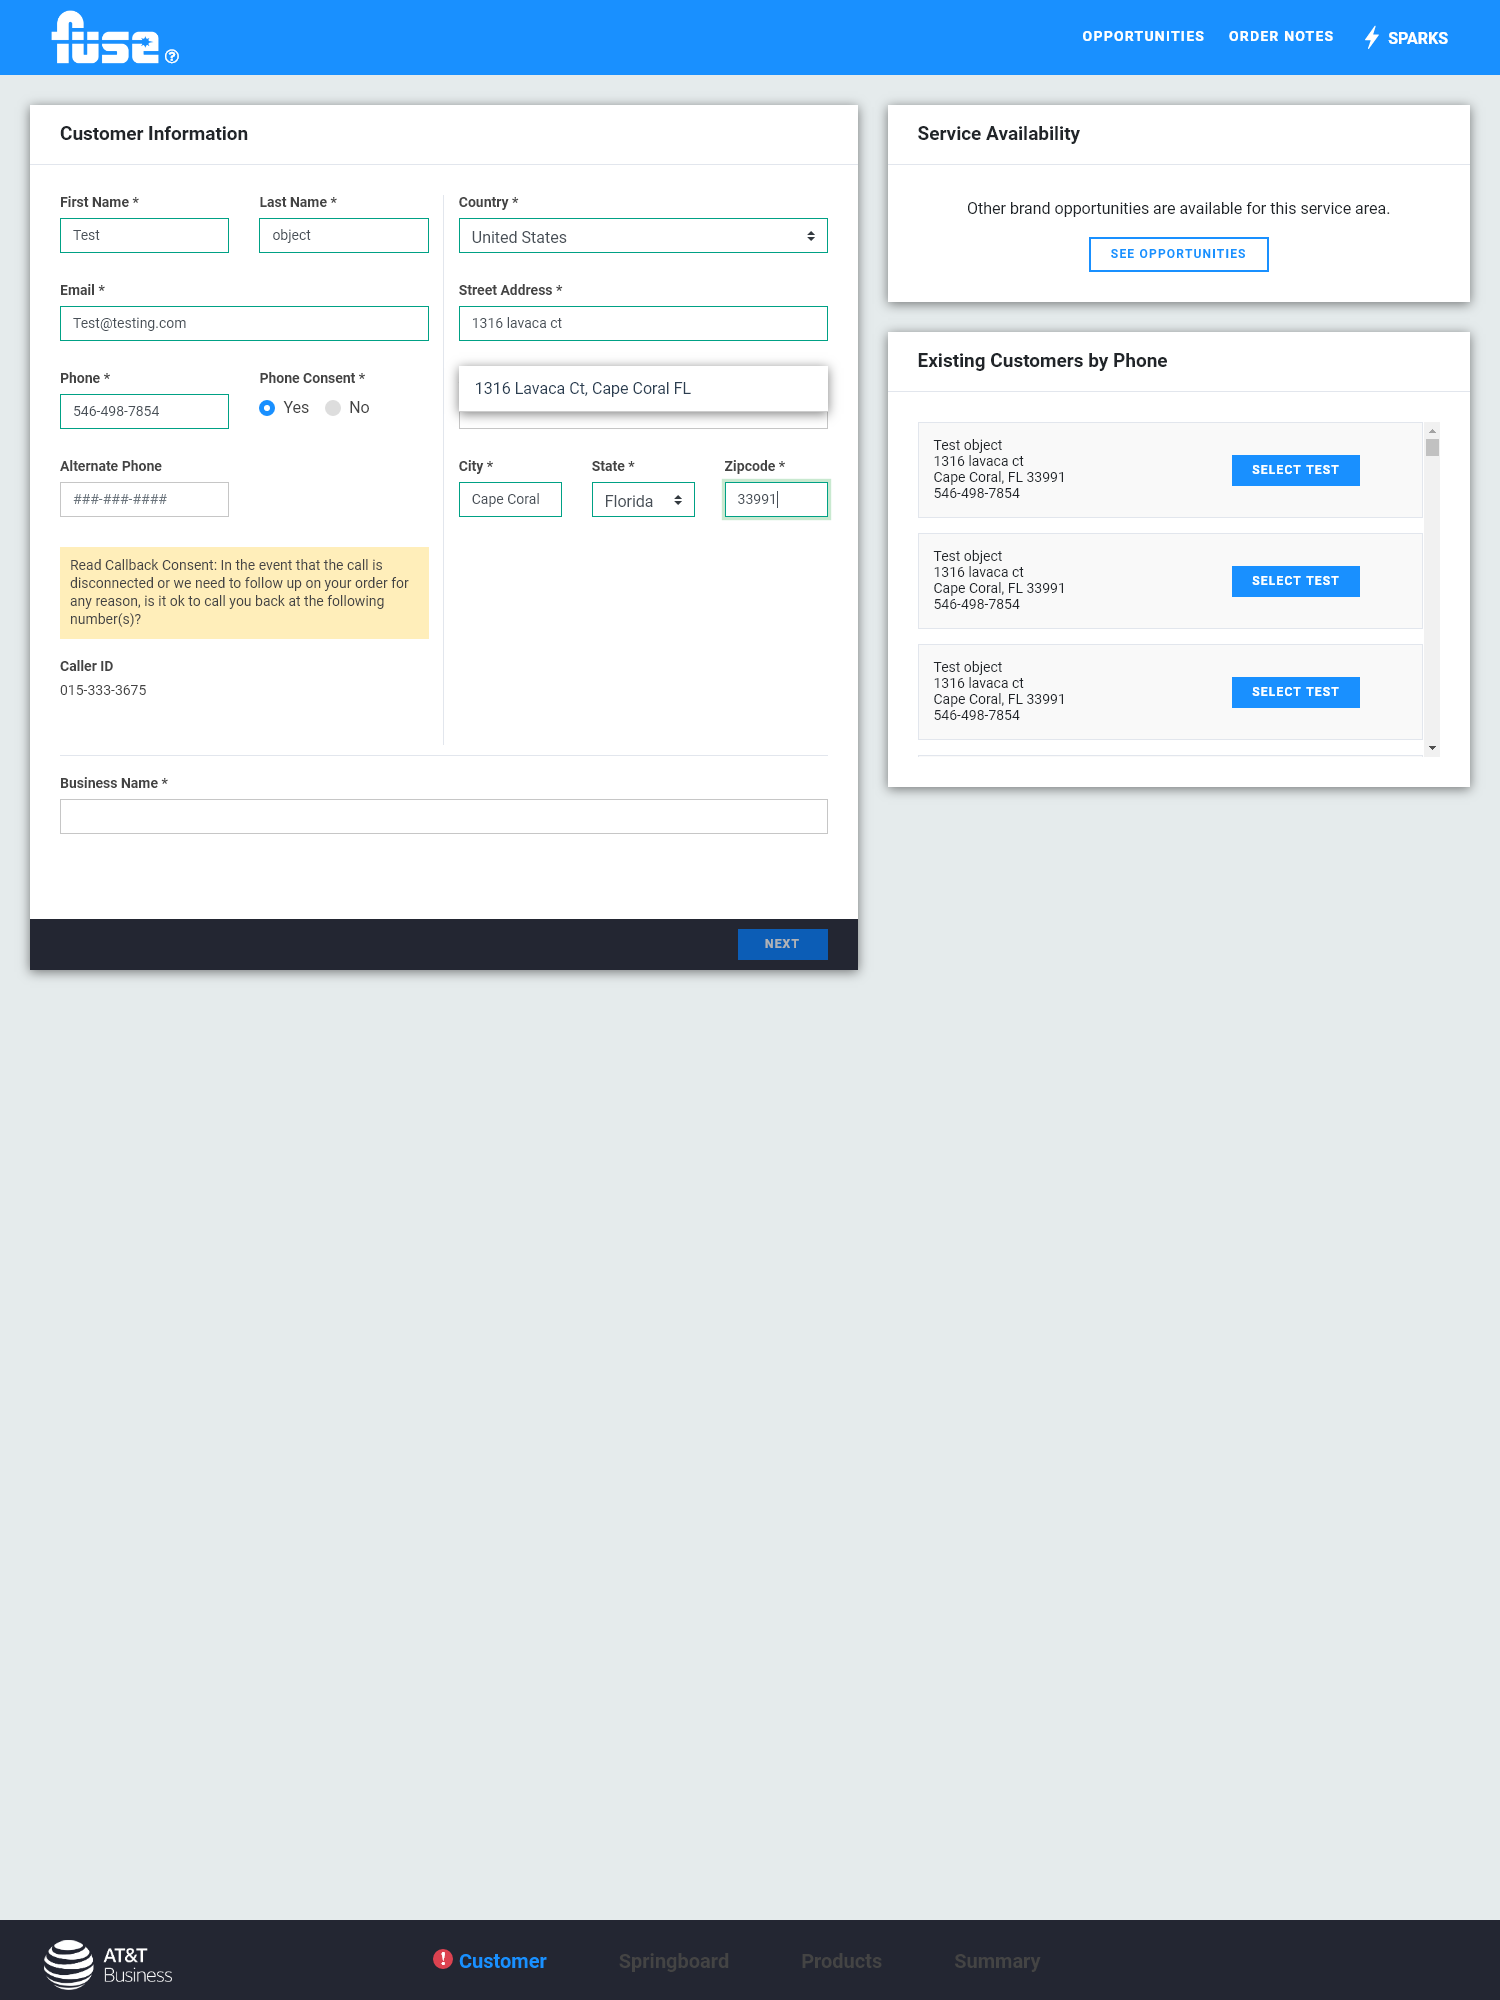 fuse
OPPORTUNITIES ORDER NOTES SPARKS
Customer Information
First Name * Last Name *
Test object
Email *
Test@testing.com
Phone * Phone Consent *
546-498-7854 Yes No
Alternate Phone
###-###-####
Read Callback Consent: In the event that the call is
disconnected or we need to follow up on your order for
any reason, is it ok to call you back at the following
number(s)?
Caller ID
015-333-3675
Country *
United States
Street Address *
1316 lavaca ct
1316 Lavaca Ct, Cape Coral FL
City * State * Zipcode *
Cape Coral Florida 33991
Business Name *
NEXT
Service Availability
Other brand opportunities are available for this service area.
SEE OPPORTUNITIES
Existing Customers by Phone
Test object
1316 lavaca ct
Cape Coral, FL 33991
546-498-7854
SELECT TEST
Test object
1316 lavaca ct
Cape Coral, FL 33991
546-498-7854
SELECT TEST
Test object
1316 lavaca ct
Cape Coral, FL 33991
546-498-7854
SELECT TEST
AT&T
Business
Customer Springboard Products Summary